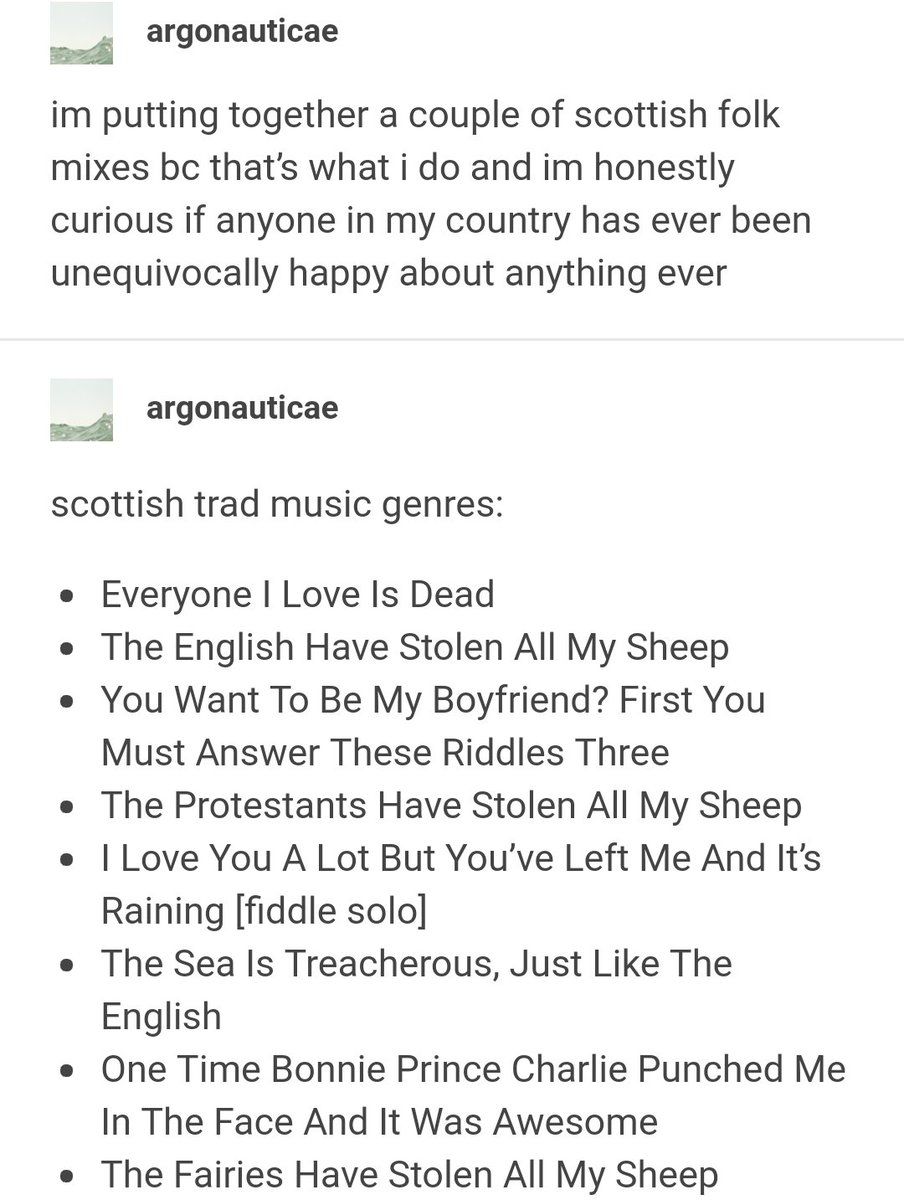 argonauticae
im putting together a couple of scottish folk
mixes bc that’s what i do and im honestly
curious if anyone in my country has ever been
unequivocally happy about anything ever
argonauticae
scottish trad music genres:
• Everyone I Love Is Dead
• The English Have Stolen All My Sheep
• You Want To Be My Boyfriend? First You
Must Answer These Riddles Three
• The Protestants Have Stolen All My Sheep
• I Love You A Lot But You’ve Left Me And It’s
Raining [fiddle solo]
• The Sea Is Treacherous, Just Like The
English
• One Time Bonnie Prince Charlie Punched Me
In The Face And It Was Awesome
• The Fairies Have Stolen All My Sheep